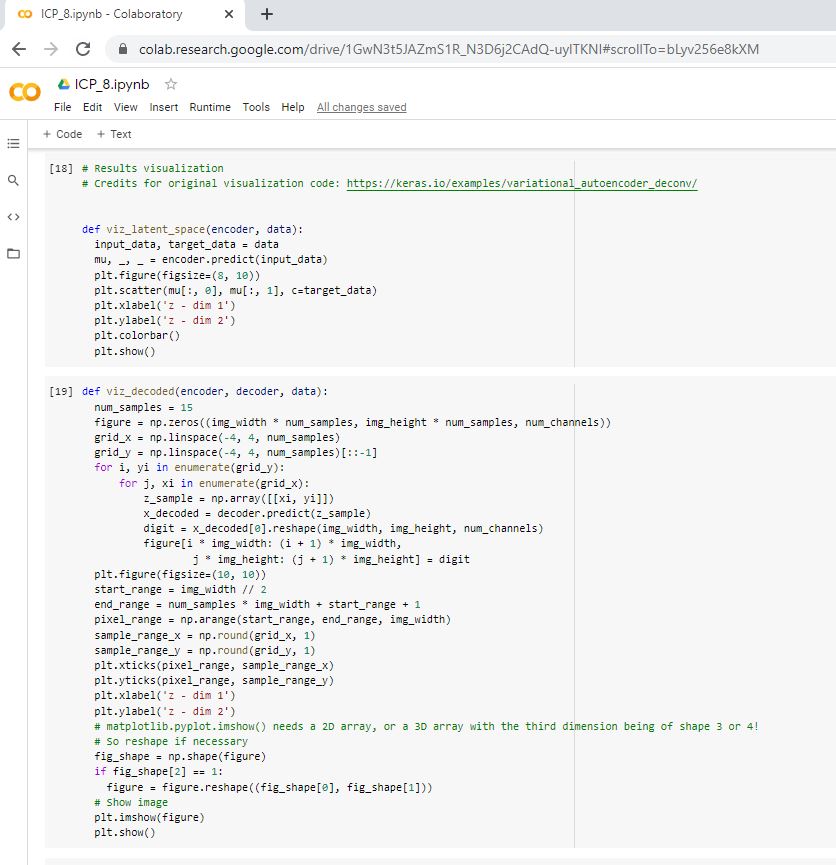 ICP_8.ipynb - Colaboratory
colab.research.google.com/drive/1GwN3t5JAZmS1R_N3D6j2CAdQ-uylTKNI#scrollTo=bLyv256e8kXM
ICP_8.ipynb
File Edit View Insert Runtime Tools Help All changes saved
+ Code + Text
[18] # Results visualization
# Credits for original visualization code: https://keras.io/examples/variational_autoencoder_deconv/
def viz_latent_space(encoder, data):
  input_data, target_data = data
  mu, _, _ = encoder.predict(input_data)
  plt.figure(figsize=(8, 10))
  plt.scatter(mu[:, 0], mu[:, 1], c=target_data)
  plt.xlabel('z - dim 1')
  plt.ylabel('z - dim 2')
  plt.colorbar()
  plt.show()
[19] def viz_decoded(encoder, decoder, data):
  num_samples = 15
  figure = np.zeros((img_width * num_samples, img_height * num_samples, num_channels))
  grid_x = np.linspace(-4, 4, num_samples)
  grid_y = np.linspace(-4, 4, num_samples)[::-1]
  for i, yi in enumerate(grid_y):
      for j, xi in enumerate(grid_x):
          z_sample = np.array([[xi, yi]])
          x_decoded = decoder.predict(z_sample)
          digit = x_decoded[0].reshape(img_width, img_height, num_channels)
          figure[i * img_width: (i + 1) * img_width,
                  j * img_height: (j + 1) * img_height] = digit
  plt.figure(figsize=(10, 10))
  start_range = img_width // 2
  end_range = num_samples * img_width + start_range + 1
  pixel_range = np.arange(start_range, end_range, img_width)
  sample_range_x = np.round(grid_x, 1)
  sample_range_y = np.round(grid_y, 1)
  plt.xticks(pixel_range, sample_range_x)
  plt.yticks(pixel_range, sample_range_y)
  plt.xlabel('z - dim 1')
  plt.ylabel('z - dim 2')
  # matplotlib.pyplot.imshow() needs a 2D array, or a 3D array with the third dimension being of shape 3 or 4!
  # So reshape if necessary
  fig_shape = np.shape(figure)
  if fig_shape[2] == 1:
    figure = figure.reshape((fig_shape[0], fig_shape[1]))
  # Show image
  plt.imshow(figure)
  plt.show()